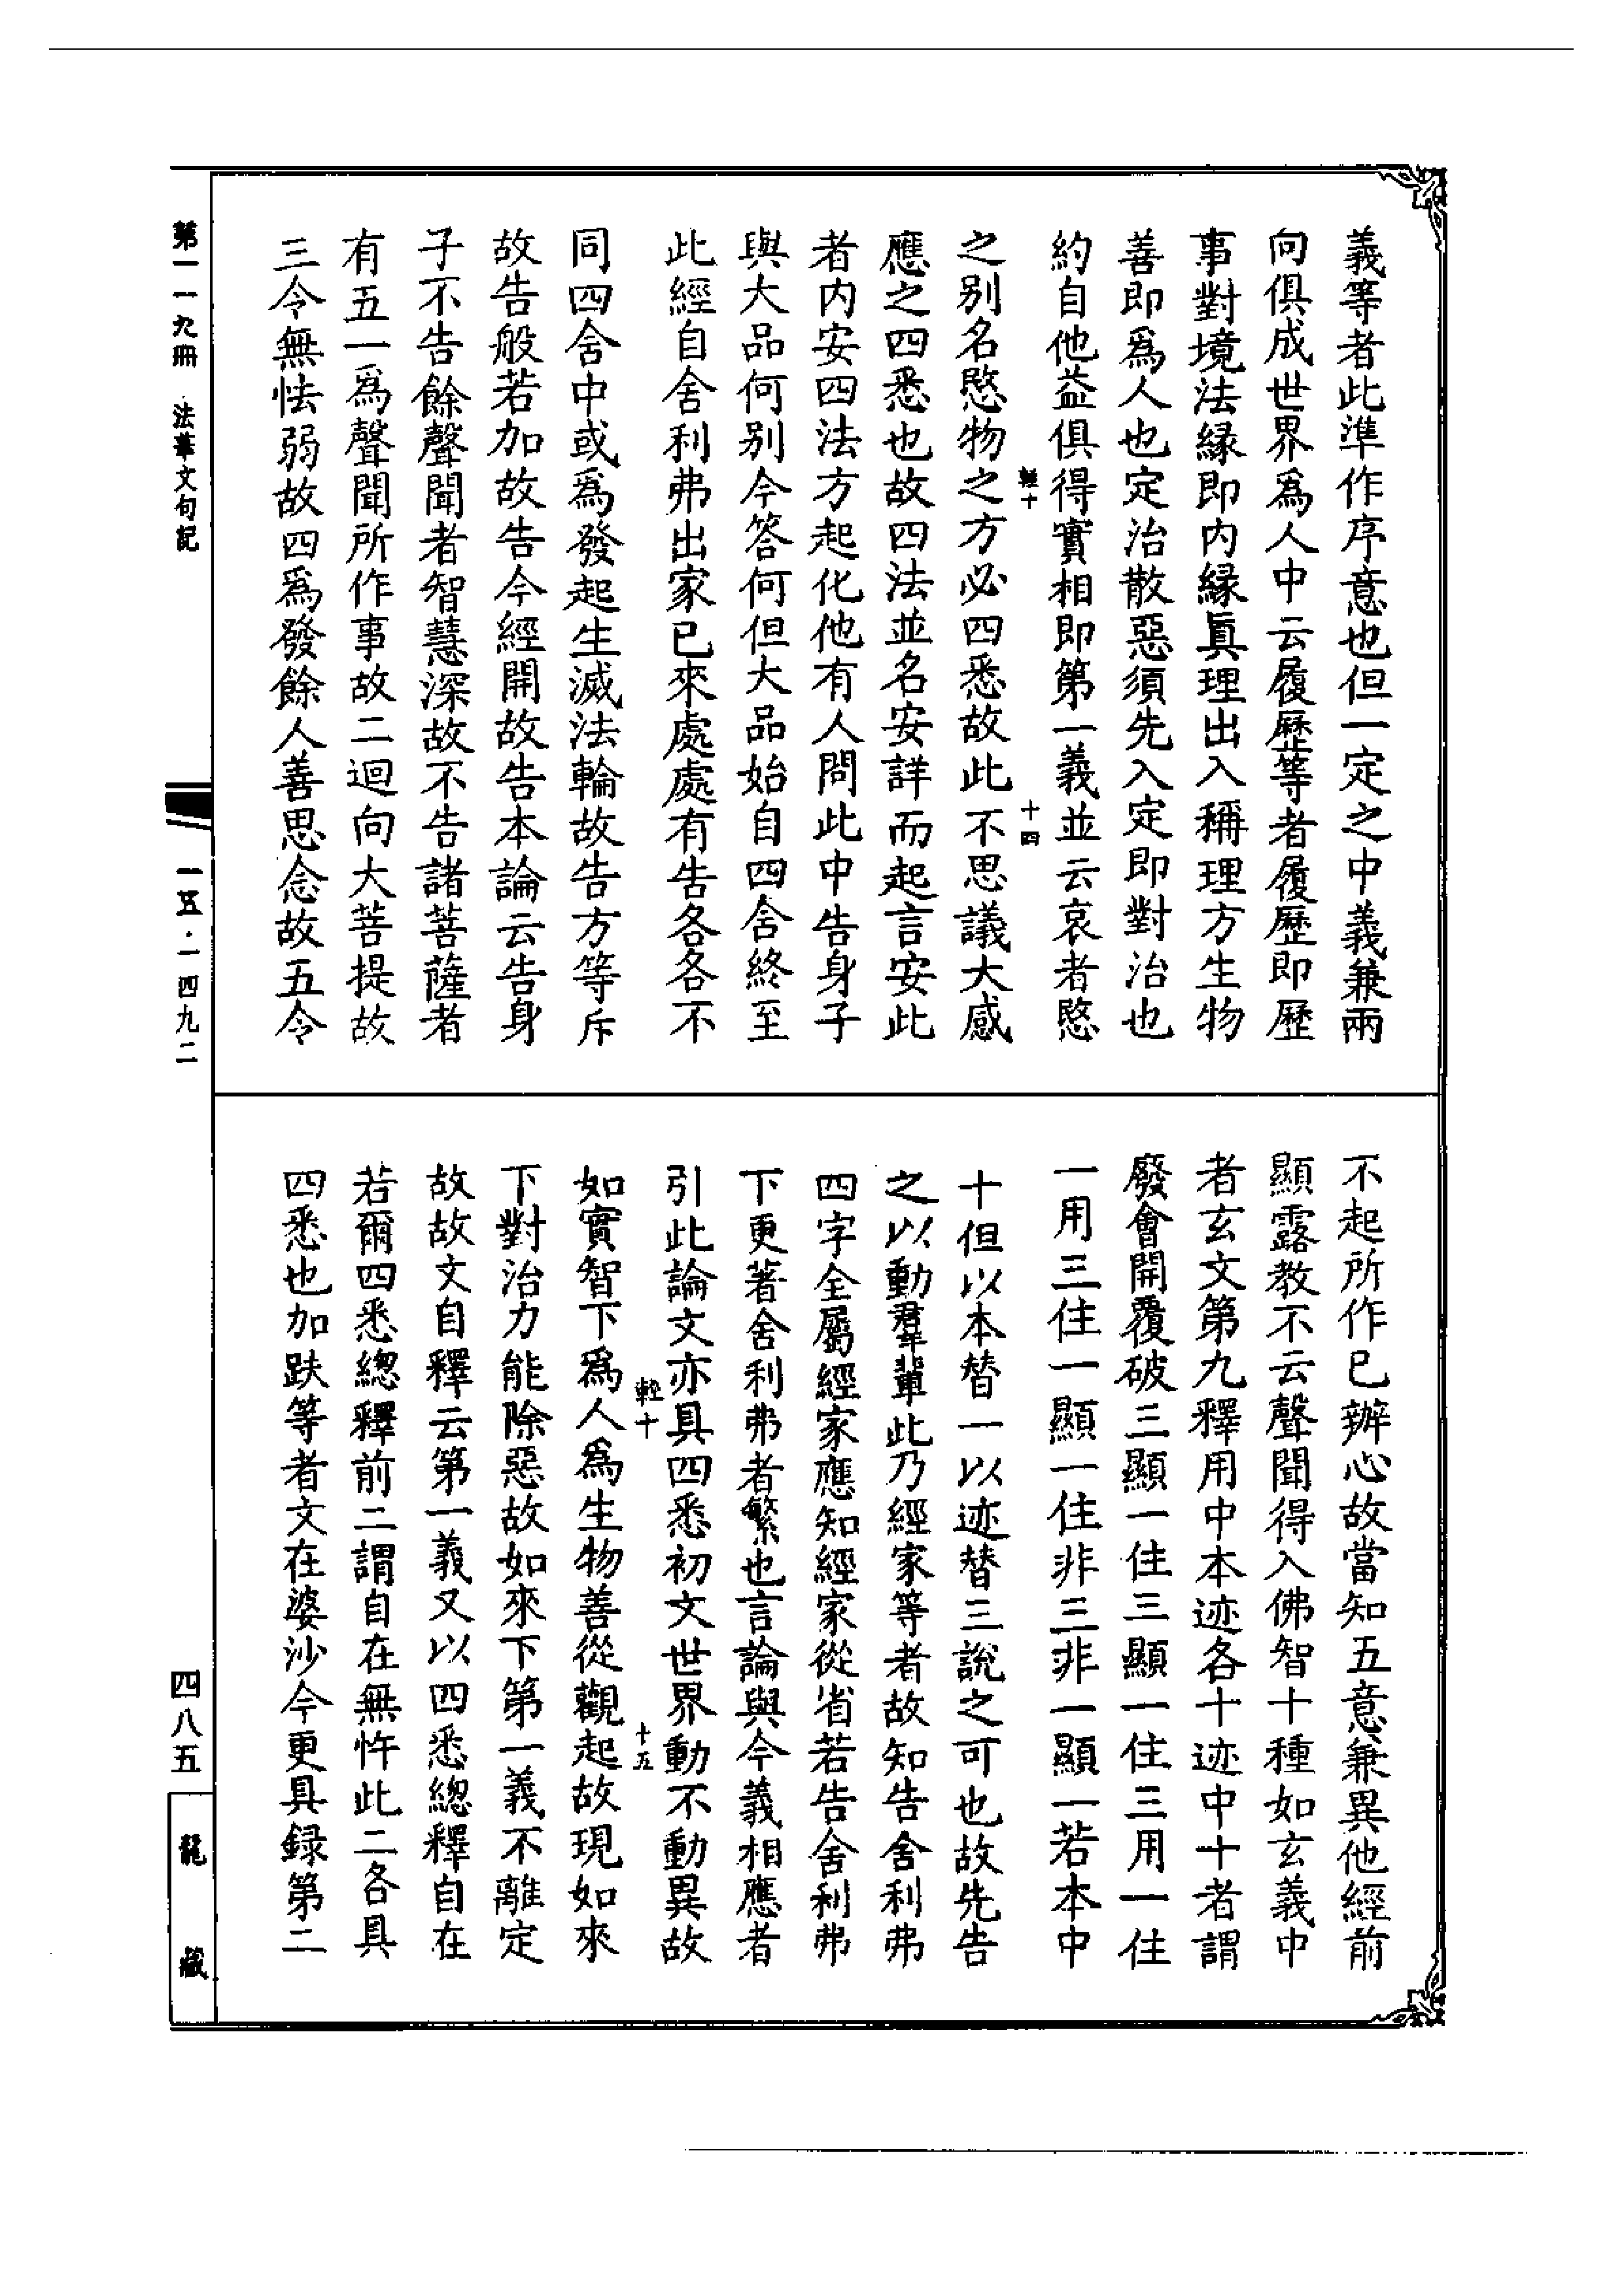 義等者此準作序意也但一定之中義兼兩
向俱成世界爲人中云履歷等者履歷即歷
事對境法緣即内緣眞理出入稱理方生物
善即爲人也定治散惡須先入定即對治也
約自他益俱得實相即第一義並云哀者愍
輕十
十四
之别名愍物之方必四悉故此不思議大感
應之四悉也故四法並名安詳而起言安此
者内安四法方起化他有人問此中告身子
與大品何别今答何但大品始自四舍終至
此經自舍利弗出家已來處處有告各各不
同四舍中或爲發起生滅法輪故告方等斥
故告般若加故告今經開故告本論云告身
子不告餘聲聞者智慧深故不告諸菩薩者
有五一爲聲聞所作事故二迴向大菩提故
三令無怯弱故四爲發餘人善思念故五令
不起所作已辦心故當知五意兼異他經前
顯露教不云聲聞得入佛智十種如玄義中
者玄文第九釋用中本迹各十迹中十者謂
廢會開覆破三顯一住三顯一住三用一住
一用三住一顯一住非三非一顯一若本中
十但以本替一以迹替三說之可也故先告
之以動羣輩此乃經家等者故知告舍利弗
四字全屬經家應知經家從省若告舍利弗
下更著舍利弗者繁也言論與今義相應者
引此論文亦具四悉初文世界動不動異故
輕十
十五
如實智下爲人爲生物善從觀起故現如來
下對治力能除惡故如來下第一義不離定
故故文自釋云第一義又以四悉總釋自在
若爾四悉總釋前二謂自在無忤此二各具
四悉也加趺等者文在婆沙今更具録第二
第一一九冊 法華文句記
一五·一四九二
四八五
龍藏